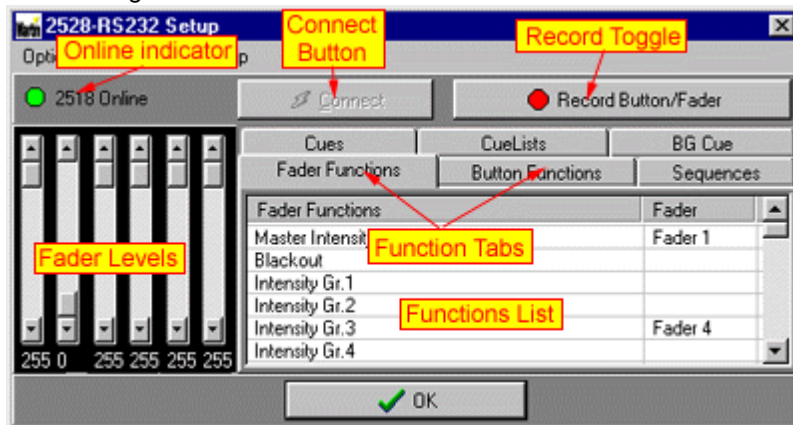 Martin 2528-RS232 Setup
Online indicator
Connect Button
Record Toggle
2518 Online
Connect
Record Button/Fader
Cues
CueLists
BG Cue
Fader Functions
Button Functions
Sequences
Fader Functions
Fader
Master
Fader 1
Function Tabs
Blackout
Intensity Gr.1
Intensity Gr.2
Functions List
Intensity Gr.3
Fader 4
Intensity Gr.4
Fader Levels
255 0 255 255 255 255
OK